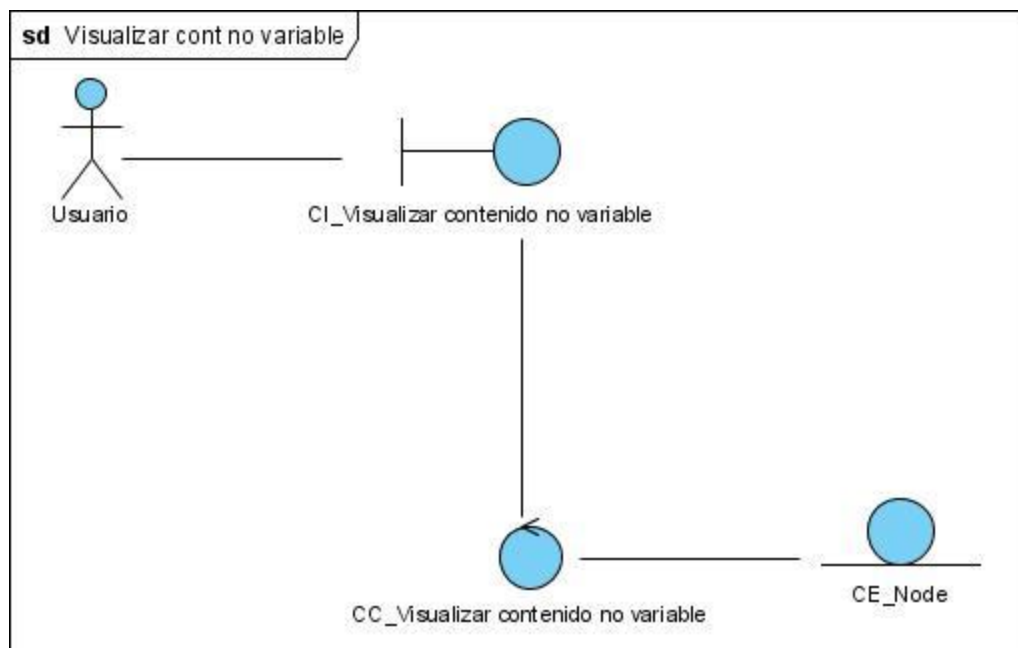 sd Visualizar cont no variable
Usuario
CI_Visualizar contenido no variable
CC_Visualizar contenido no variable
CE_Node